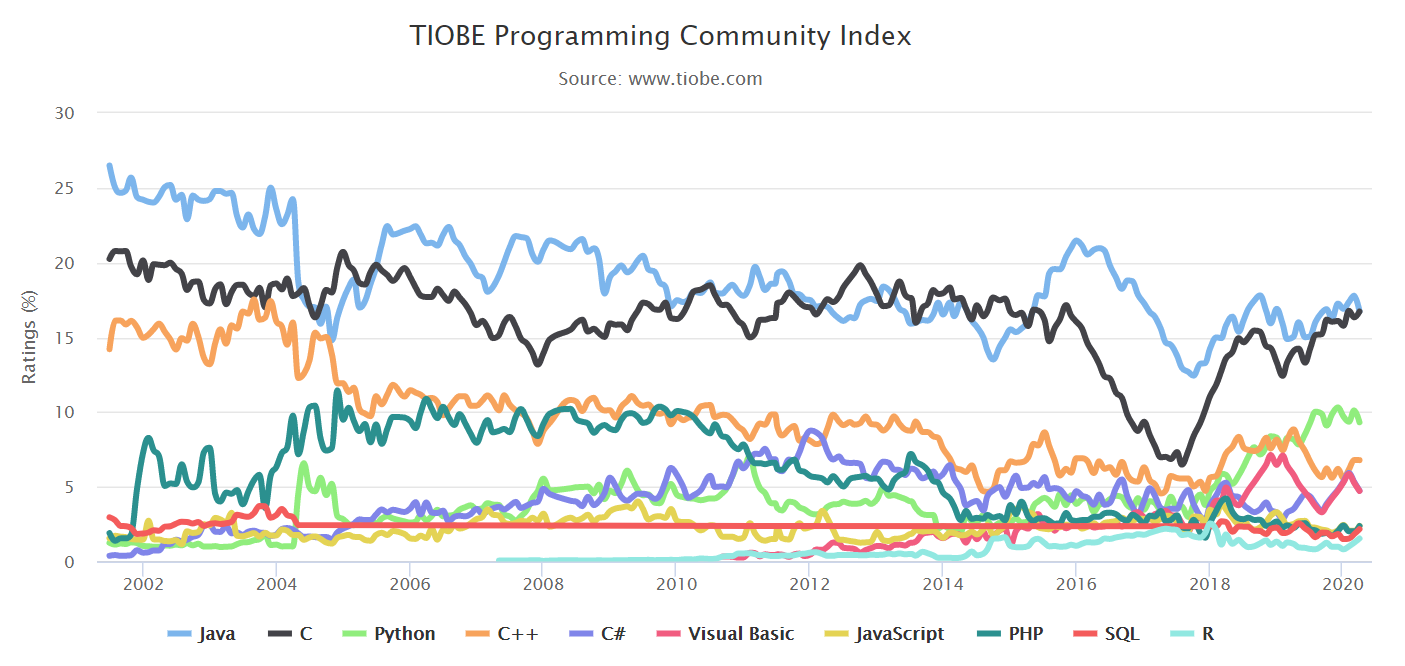 TIOBE Programming Community Index
Source: www.tiobe.com
Ratings (%)
30
25
20
15
10
5
0
2002 2004 2006 2008 2010 2012 2014 2016 2018 2020
Java C Python C++ C# Visual Basic JavaScript PHP SQL R